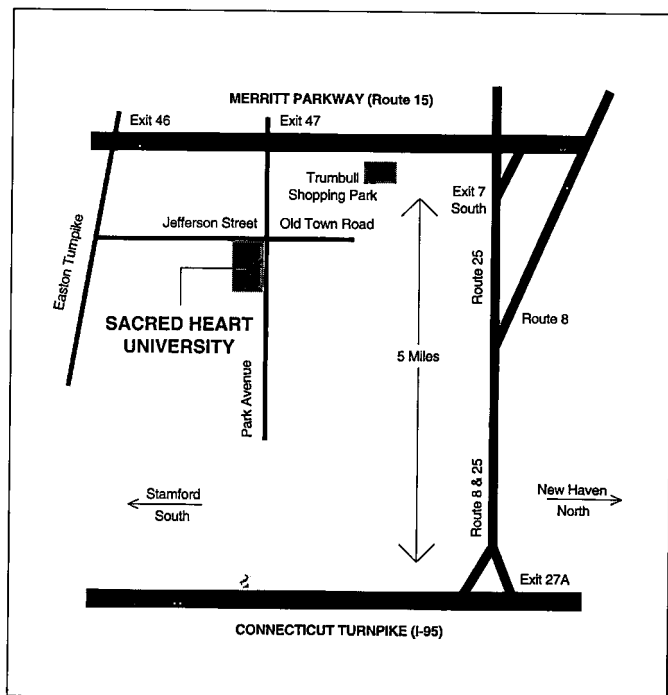 MERRITT PARKWAY (Route 15)
Exit 46
Exit 47
Trumbull
Shopping Park
Exit 7
South
Jefferson Street
Old Town Road
Easton Turnpike
Route 25
Route 8
SACRED HEART
UNIVERSITY
5 Miles
Park Avenue
Route 8 & 25
Stamford
South
New Haven
North
Exit 27A
CONNECTICUT TURNPIKE (I-95)